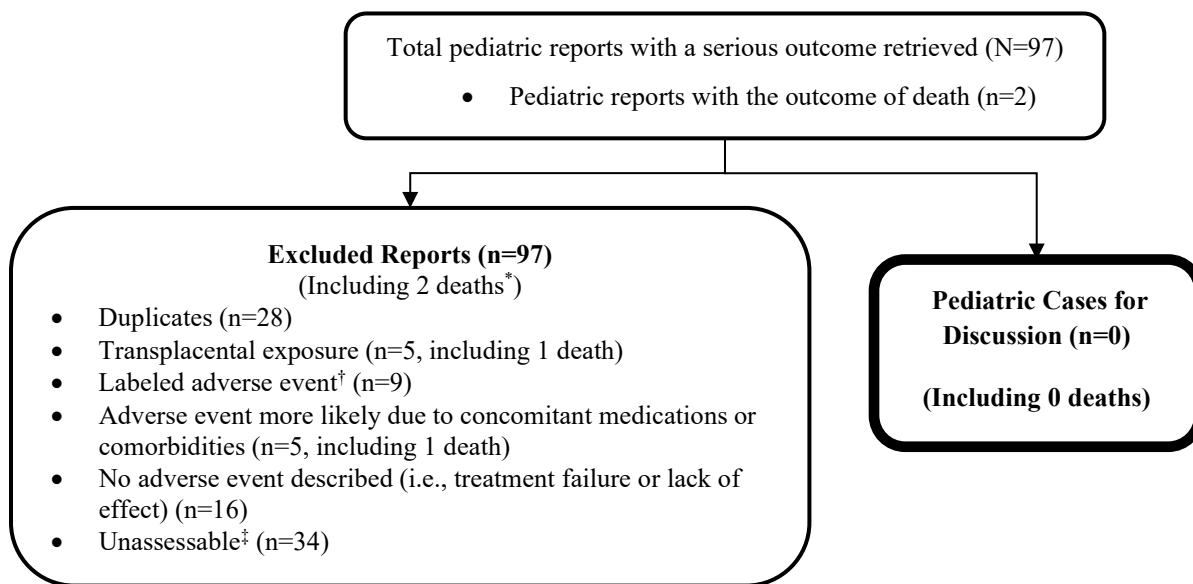 Total pediatric reports with a serious outcome retrieved (N=97)
• Pediatric reports with the outcome of death (n=2)
Excluded Reports (n=97)
(Including 2 deaths*)
• Duplicates (n=28)
• Transplacental exposure (n=5, including 1 death)
• Labeled adverse event† (n=9)
• Adverse event more likely due to concomitant medications or
comorbidities (n=5, including 1 death)
• No adverse event described (i.e., treatment failure or lack of
effect) (n=16)
• Unassessable‡ (n=34)
Pediatric Cases for
Discussion (n=0)
(Including 0 deaths)